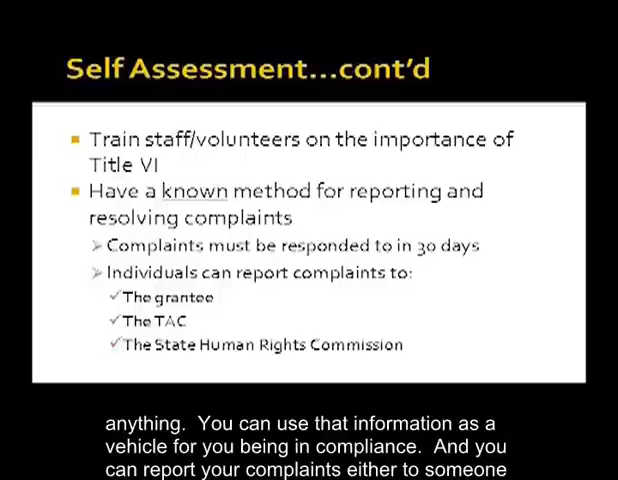 Self Assessment...cont'd
Train staff/volunteers on the importance of
Title VI
Have a known method for reporting and
resolving complaints
Complaints must be responded to in 30 days
Individuals can report complaints to:
The grantee
The TAC
The State Human Rights Commission
anything.  You can use that information as a
vehicle for you being in compliance.  And you
can report your complaints either to someone